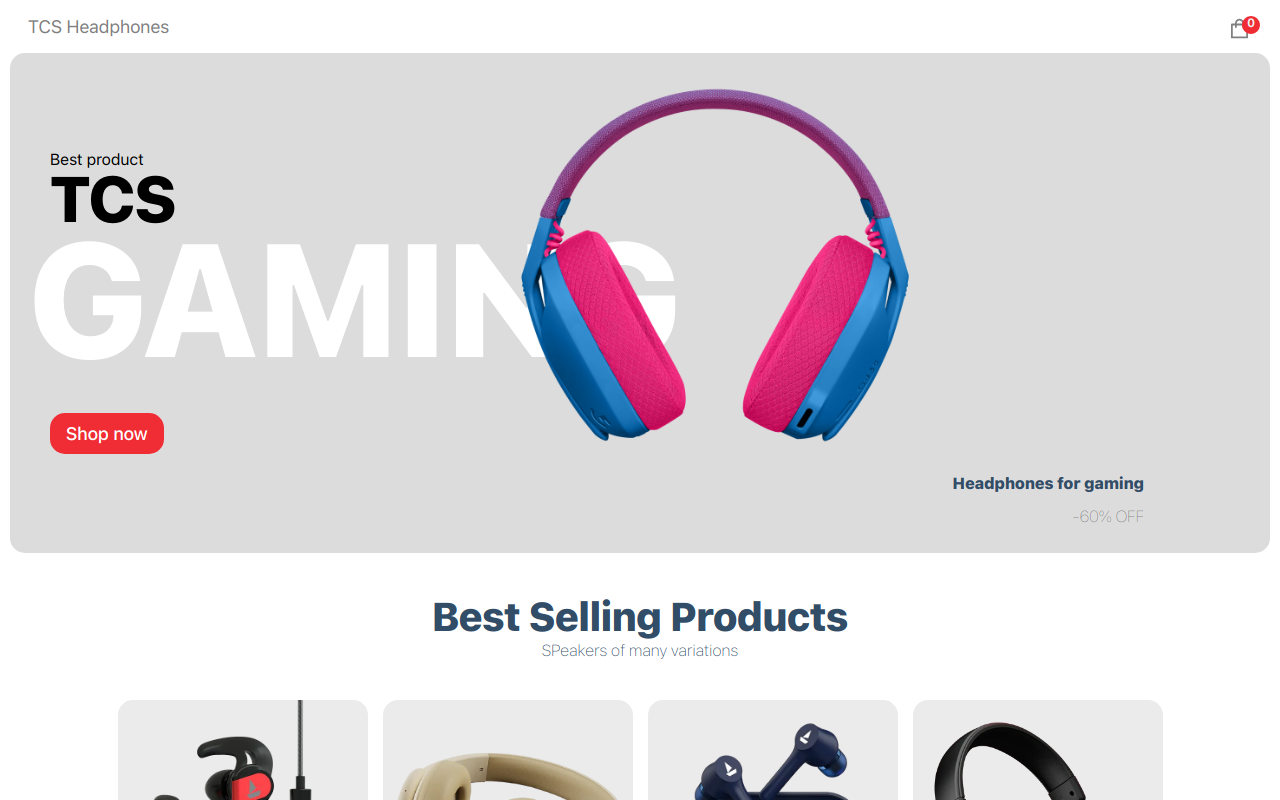 TCS Headphones
0
Best product
TCS
GAMING
Shop now
Headphones for gaming
-60% OFF
Best Selling Products
SPeakers of many variations